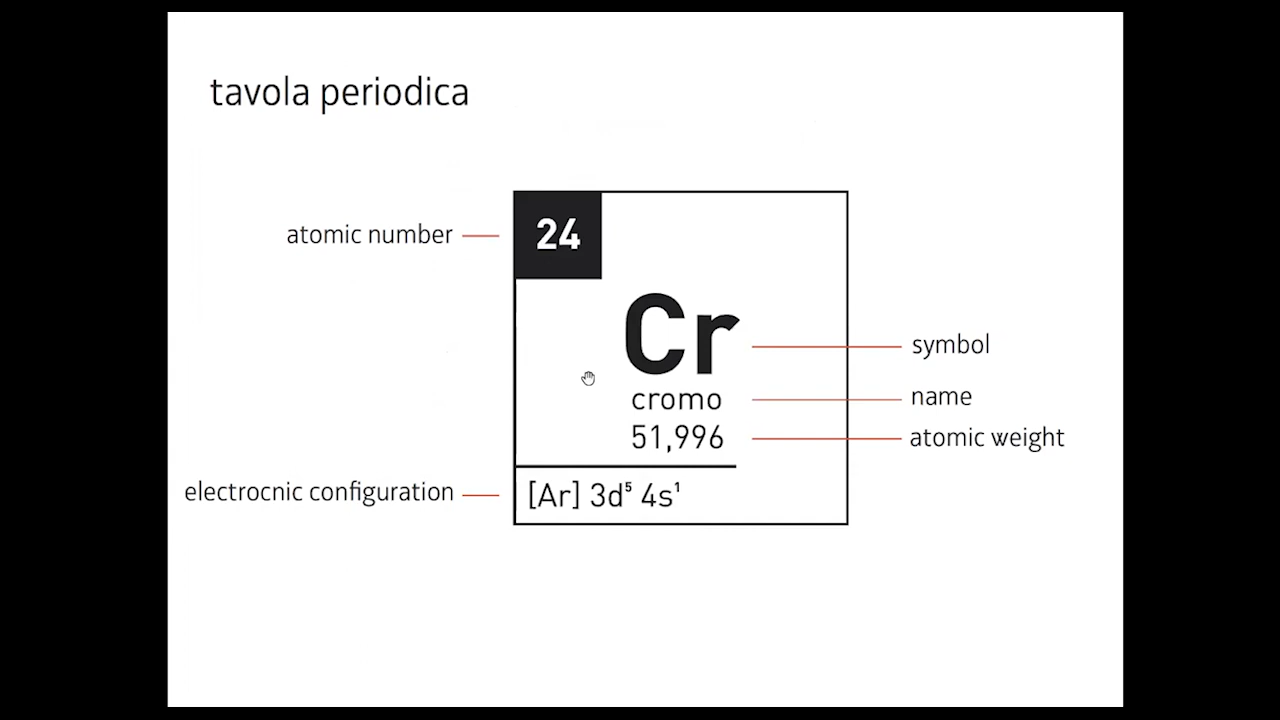 tavola periodica
atomic number
24
Cr
symbol
cromo
name
51,996
atomic weight
electrocnic configuration
[Ar] 3d⁵ 4s¹